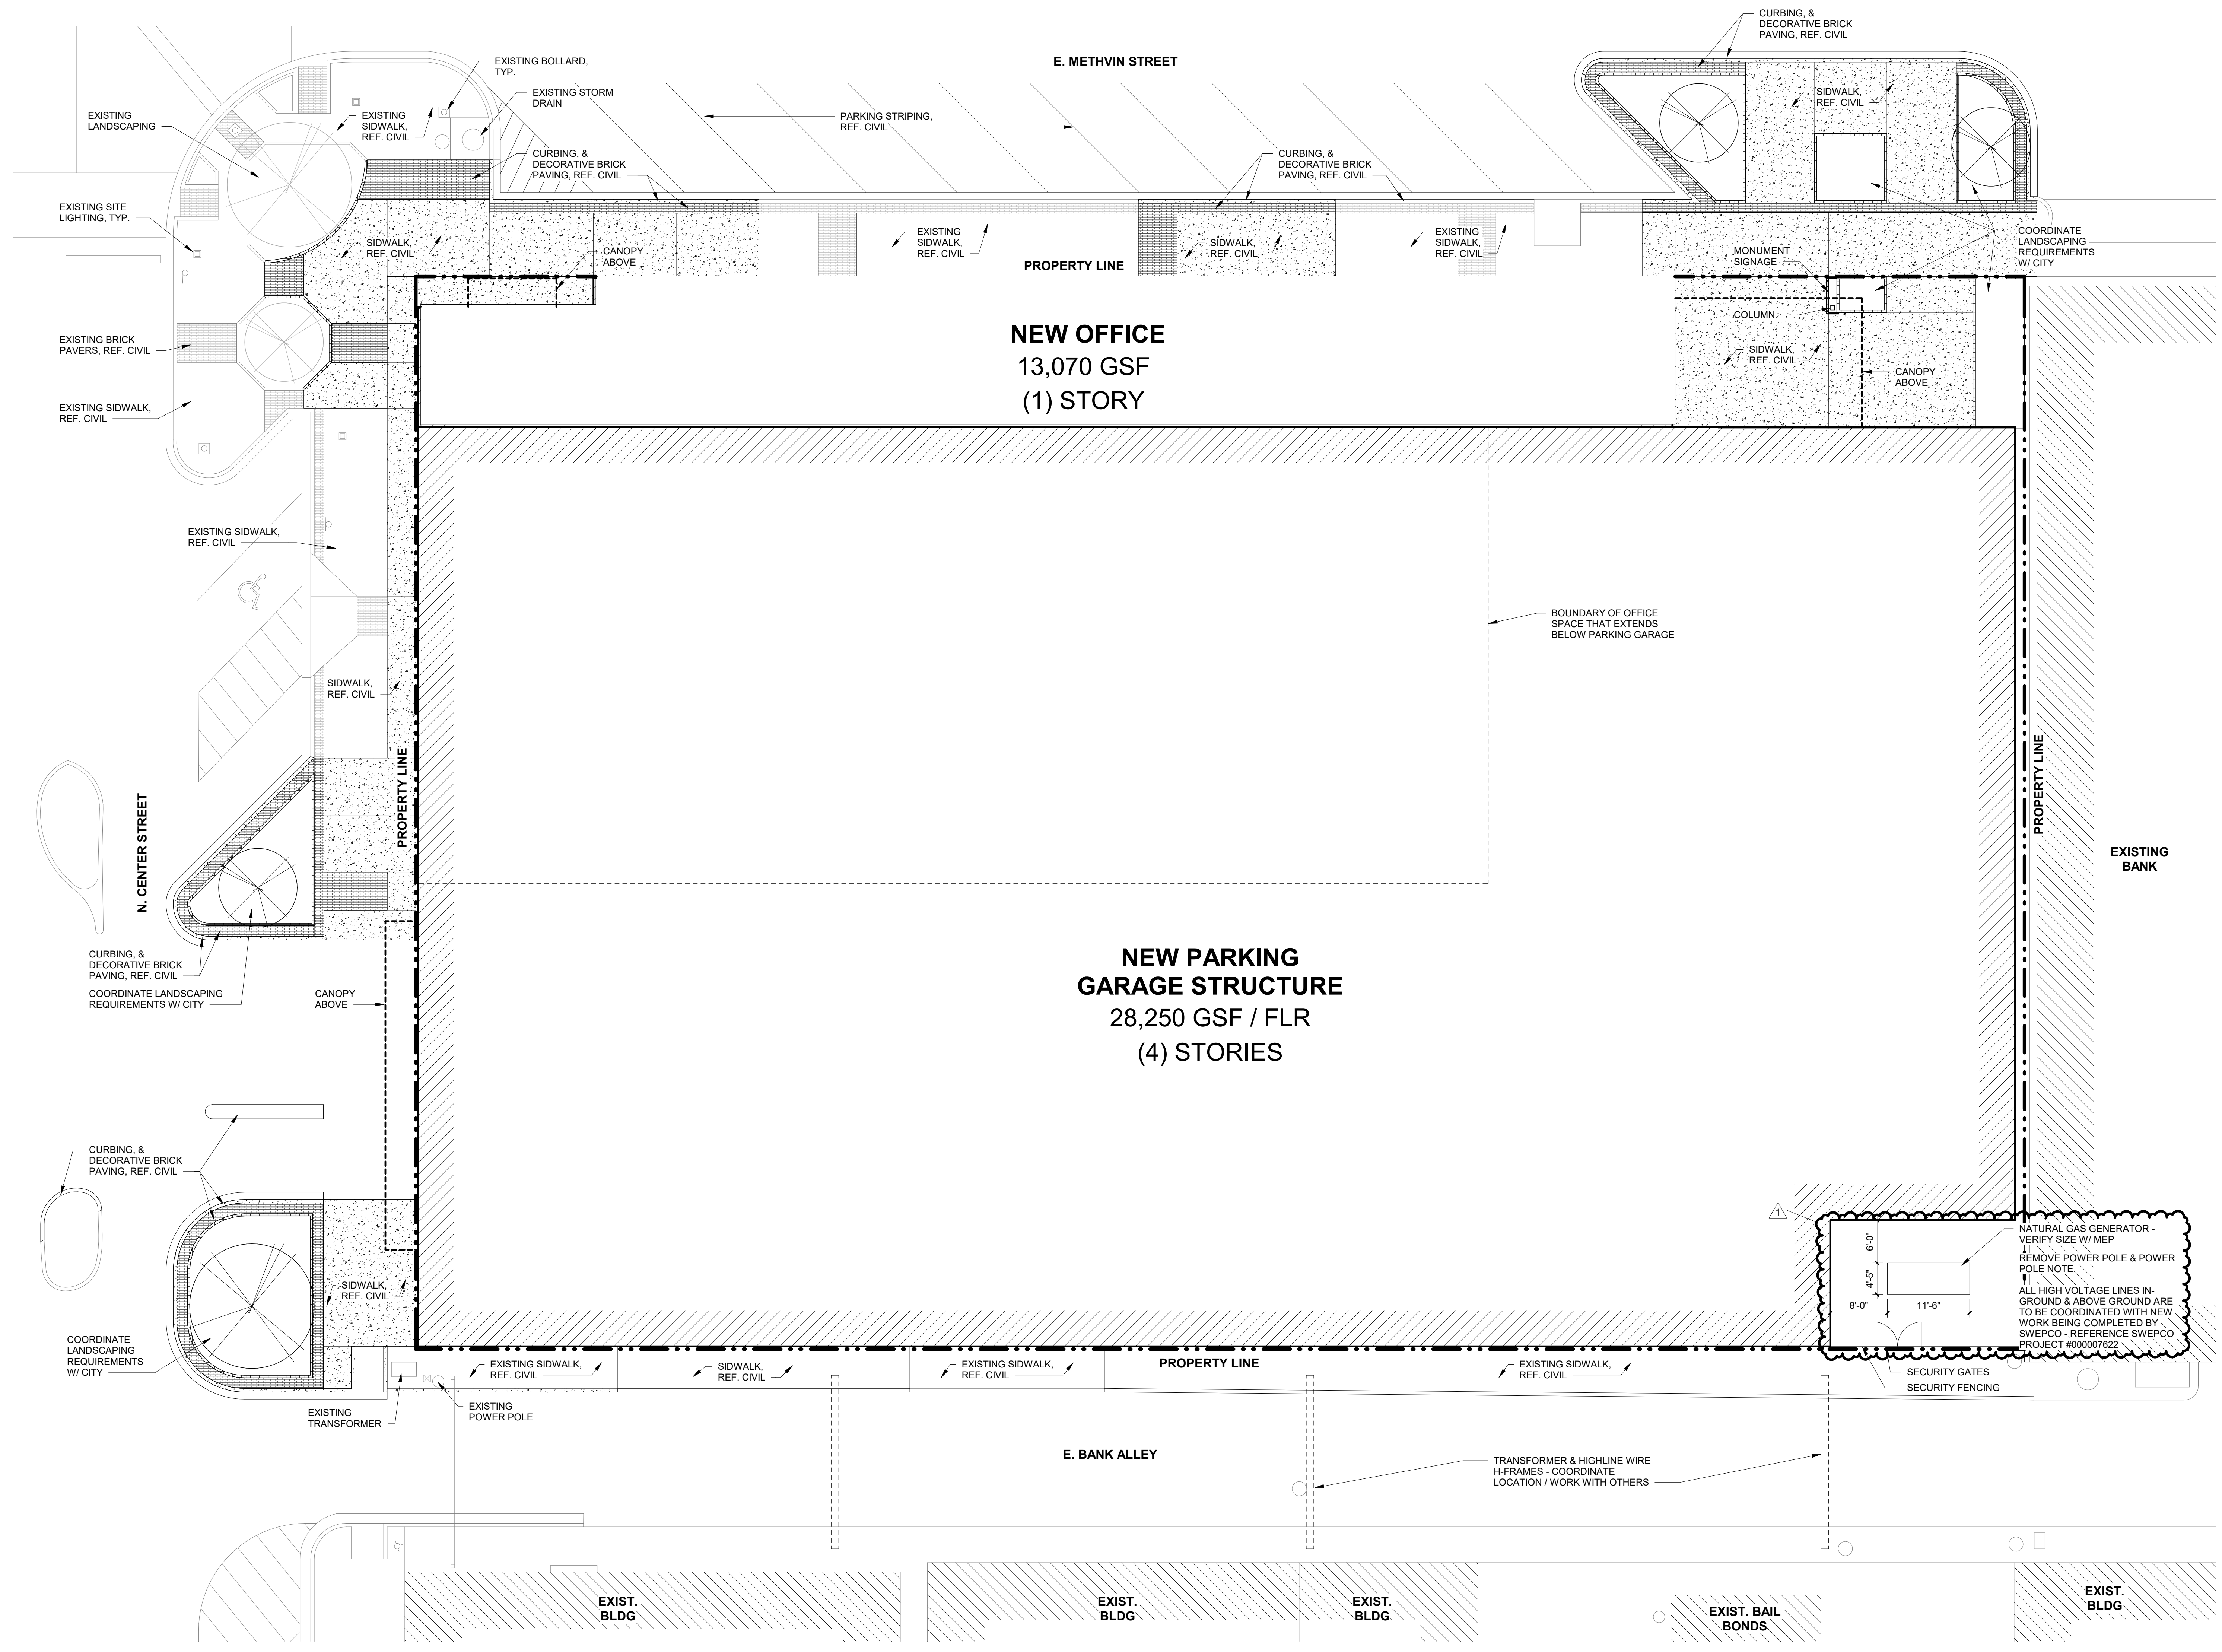 CURBING, &
DECORATIVE BRICK
PAVING, REF. CIVIL
E. METHVIN STREET
EXISTING BOLLARD,
TYP.
EXISTING STORM
DRAIN
EXISTING
LANDSCAPING
EXISTING
SIDWALK,
REF. CIVIL
PARKING STRIPING,
REF. CIVIL
SIDWALK,
REF. CIVIL
CURBING, &
DECORATIVE BRICK
PAVING, REF. CIVIL
CURBING, &
DECORATIVE BRICK
PAVING, REF. CIVIL
EXISTING SITE
LIGHTING, TYP.
SIDWALK,
REF. CIVIL
CANOPY
ABOVE
EXISTING
SIDWALK,
REF. CIVIL
PROPERTY LINE
SIDWALK,
REF. CIVIL
EXISTING
SIDWALK,
REF. CIVIL
MONUMENT
SIGNAGE
COORDINATE
LANDSCAPING
REQUIREMENTS
W/ CITY
COLUMN
SIDWALK,
REF. CIVIL
CANOPY
ABOVE
EXISTING BRICK
PAVERS, REF. CIVIL
NEW OFFICE
13,070 GSF
(1) STORY
EXISTING SIDWALK,
REF. CIVIL
EXISTING SIDWALK,
REF. CIVIL
BOUNDARY OF OFFICE
SPACE THAT EXTENDS
BELOW PARKING GARAGE
SIDWALK,
REF. CIVIL
PROPERTY LINE
PROPERTY LINE
N. CENTER STREET
EXISTING
BANK
CURBING, &
DECORATIVE BRICK
PAVING, REF. CIVIL
COORDINATE LANDSCAPING
REQUIREMENTS W/ CITY
CANOPY
ABOVE
NEW PARKING
GARAGE STRUCTURE
28,250 GSF / FLR
(4) STORIES
CURBING, &
DECORATIVE BRICK
PAVING, REF. CIVIL
SIDWALK,
REF. CIVIL
COORDINATE
LANDSCAPING
REQUIREMENTS
W/ CITY
1
6'-0"
4'-5"
8'-0"
11'-6"
NATURAL GAS GENERATOR -
VERIFY SIZE W/ MEP
REMOVE POWER POLE & POWER
POLE NOTE
ALL HIGH VOLTAGE LINES IN-
GROUND & ABOVE GROUND ARE
TO BE COORDINATED WITH NEW
WORK BEING COMPLETED BY
SWEPCO - REFERENCE SWEPCO
PROJECT #000007622
EXISTING SIDWALK,
REF. CIVIL
SIDWALK,
REF. CIVIL
EXISTING SIDWALK,
REF. CIVIL
PROPERTY LINE
EXISTING SIDWALK,
REF. CIVIL
SECURITY GATES
SECURITY FENCING
EXISTING
TRANSFORMER
EXISTING
POWER POLE
E. BANK ALLEY
TRANSFORMER & HIGHLINE WIRE
H-FRAMES - COORDINATE
LOCATION / WORK WITH OTHERS
EXIST.
BLDG
EXIST.
BLDG
EXIST.
BLDG
EXIST. BAIL
BONDS
EXIST.
BLDG